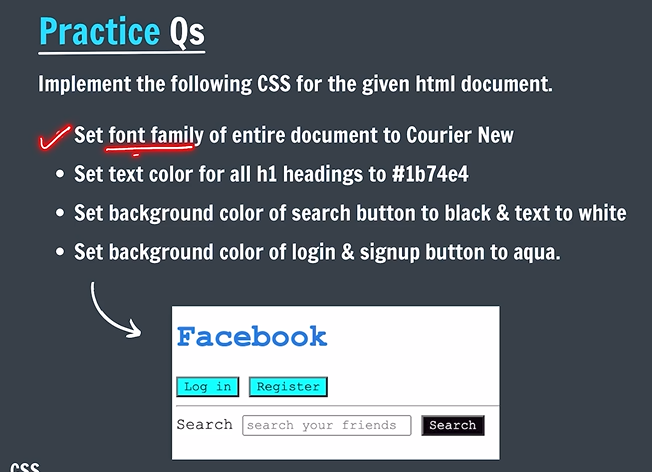 Practice Qs
Implement the following CSS for the given html document.
Set font family of entire document to Courier New
• Set text color for all h1 headings to #1b74e4
• Set background color of search button to black & text to white
• Set background color of login & signup button to aqua.
Facebook
Log in Register
Search search your friends Search
CSS